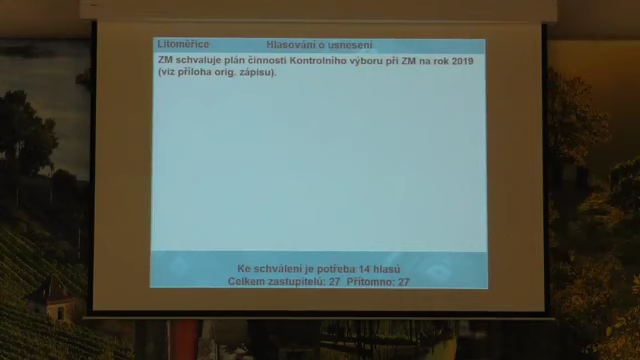 Litoměřice Hlasování o usnesení
ZM schvaluje plán činnosti Kontrolního výboru při ZM na rok 2019
(viz příloha orig. zápisu).
Ke schválení je potřeba 14 hlasů
Celkem zastupitelů: 27 Přítomno: 27